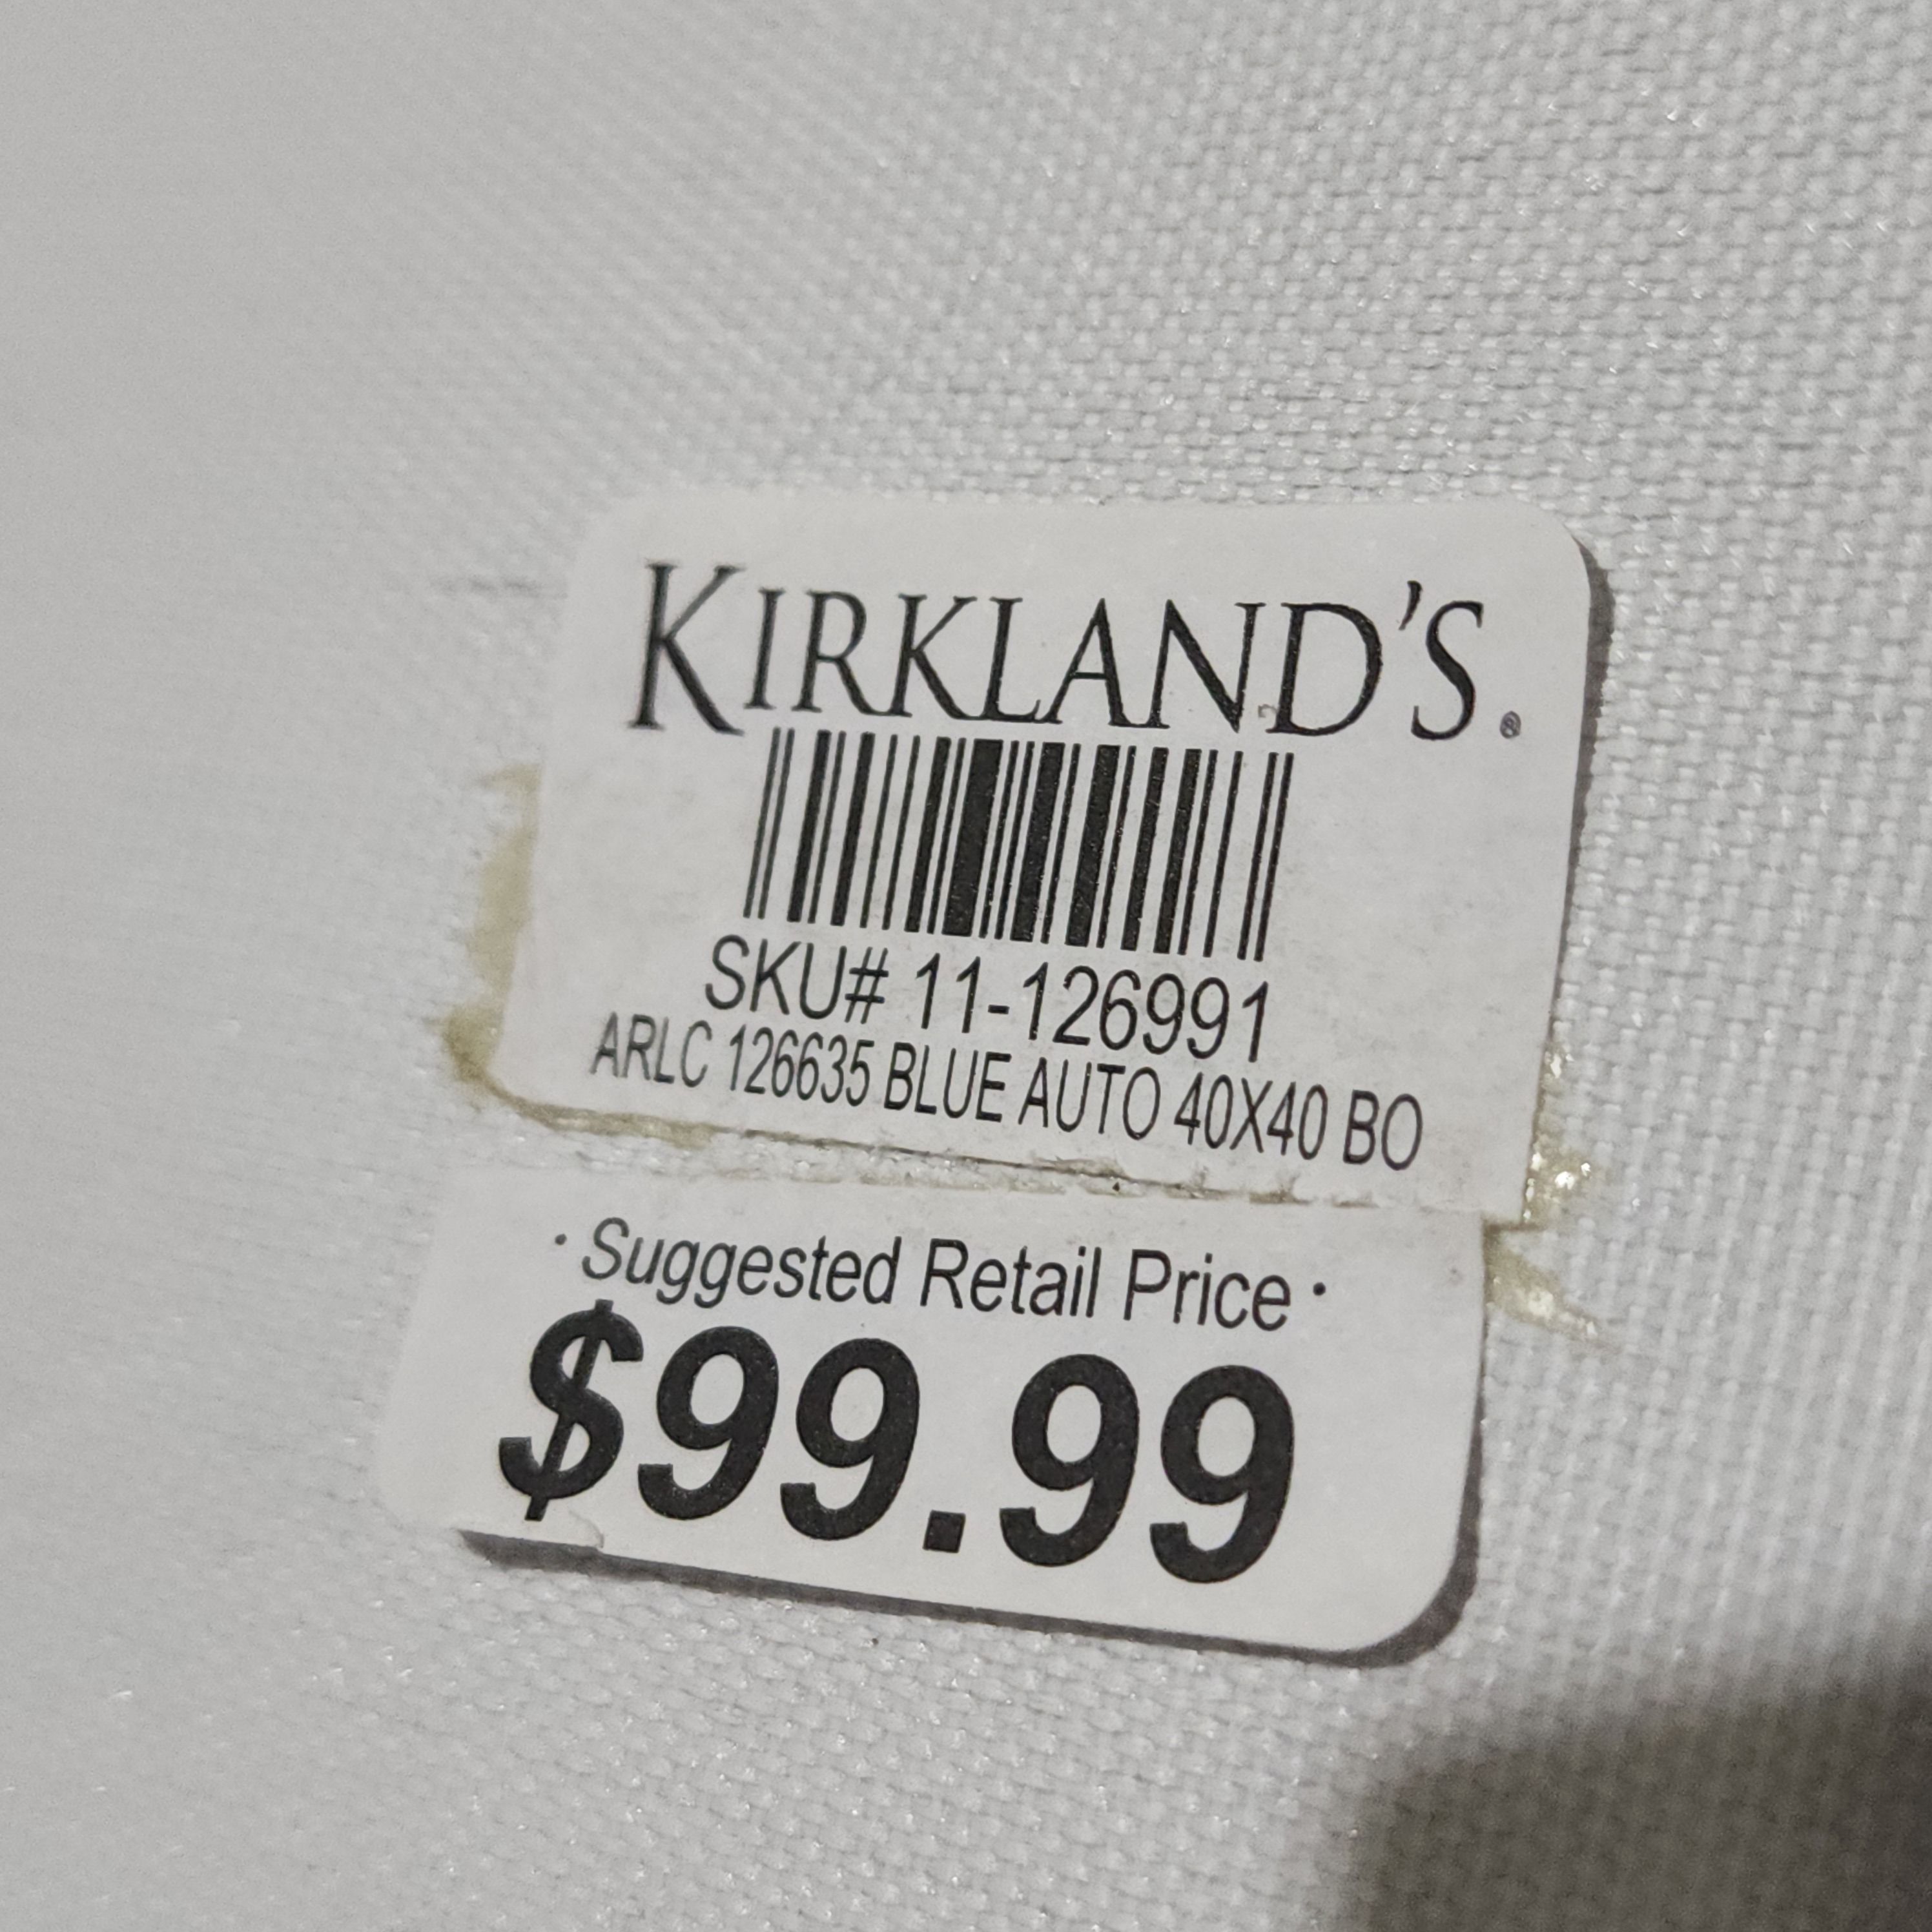 KIRKLAND'S.®
SKU# 11-126991
ARLC 126635 BLUE AUTO 40X40 BO
· Suggested Retail Price ·
$99.99